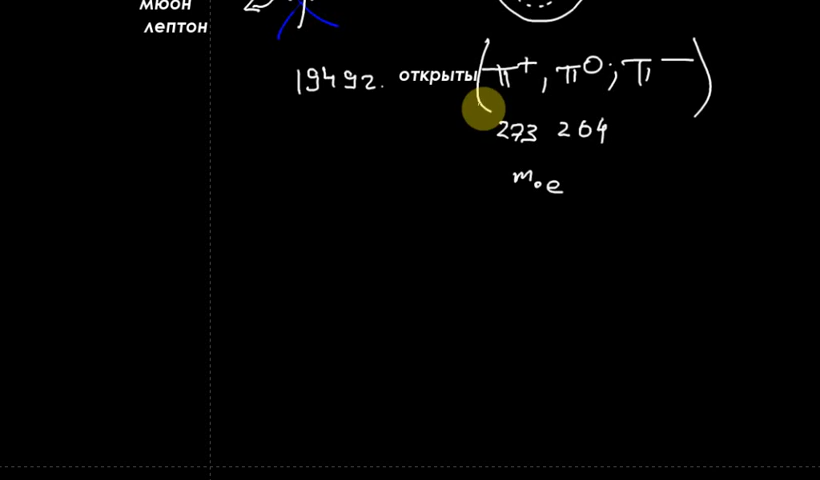 мюон
лептон
1949г. открыты (π⁺, π⁰; π⁻)
273 264
m₀e